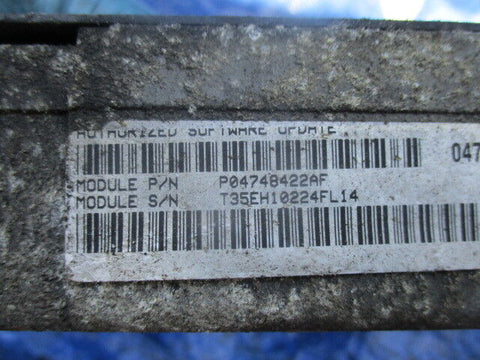 AUTHORIZED SOFTWARE UPDATE
047
MODULE P/N P04748422AF
MODULE S/N T35EH10224FL14